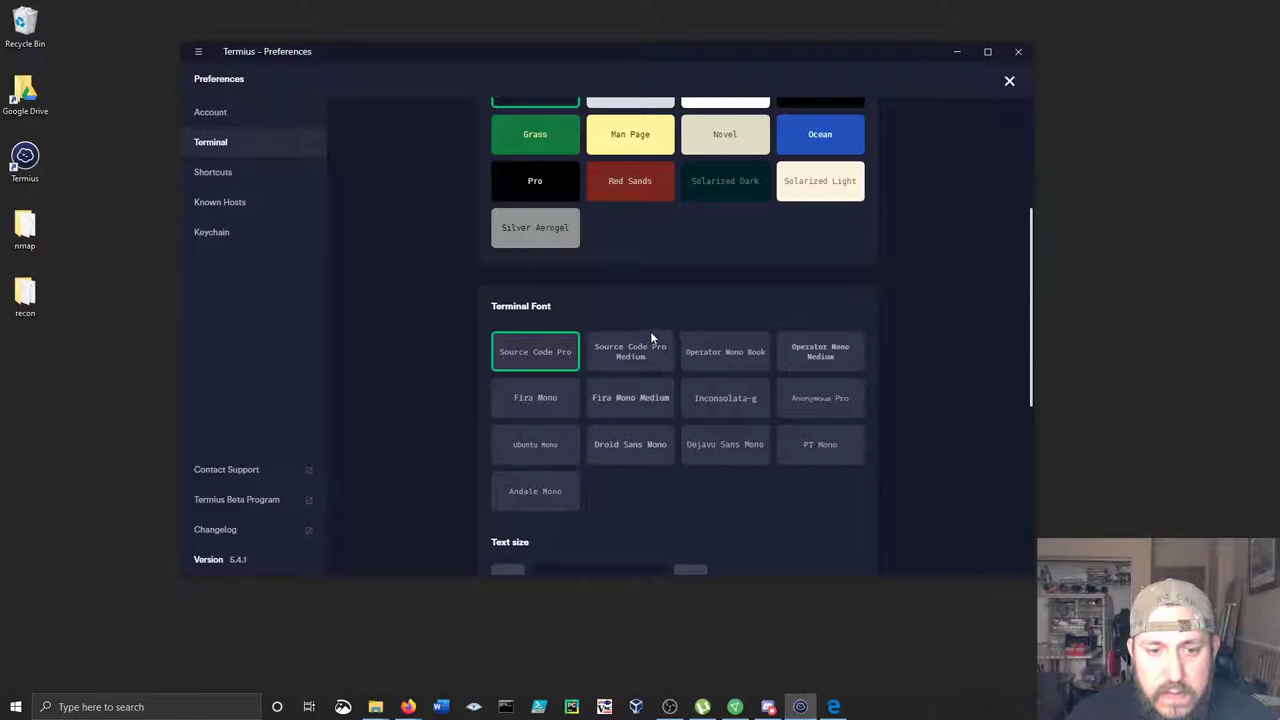 Recycle Bin
Google Drive
Termius
nmap
recon
Termius - Preferences
Preferences
Account
Terminal
Shortcuts
Known Hosts
Keychain
Contact Support
Termius Beta Program
Changelog
Version 5.4.1
Grass
Man Page
Novel
Ocean
Pro
Red Sands
Solarized Dark
Solarized Light
Silver Aerogel
Terminal Font
Source Code Pro
Source Code Pro
Medium
Operator Mono Book
Operator Mono
Medium
Fira Mono
Fira Mono Medium
Inconsolata-g
Anonymous Pro
Ubuntu Mono
Droid Sans Mono
Dejavu Sans Mono
PT Mono
Andale Mono
Text size
Type here to search